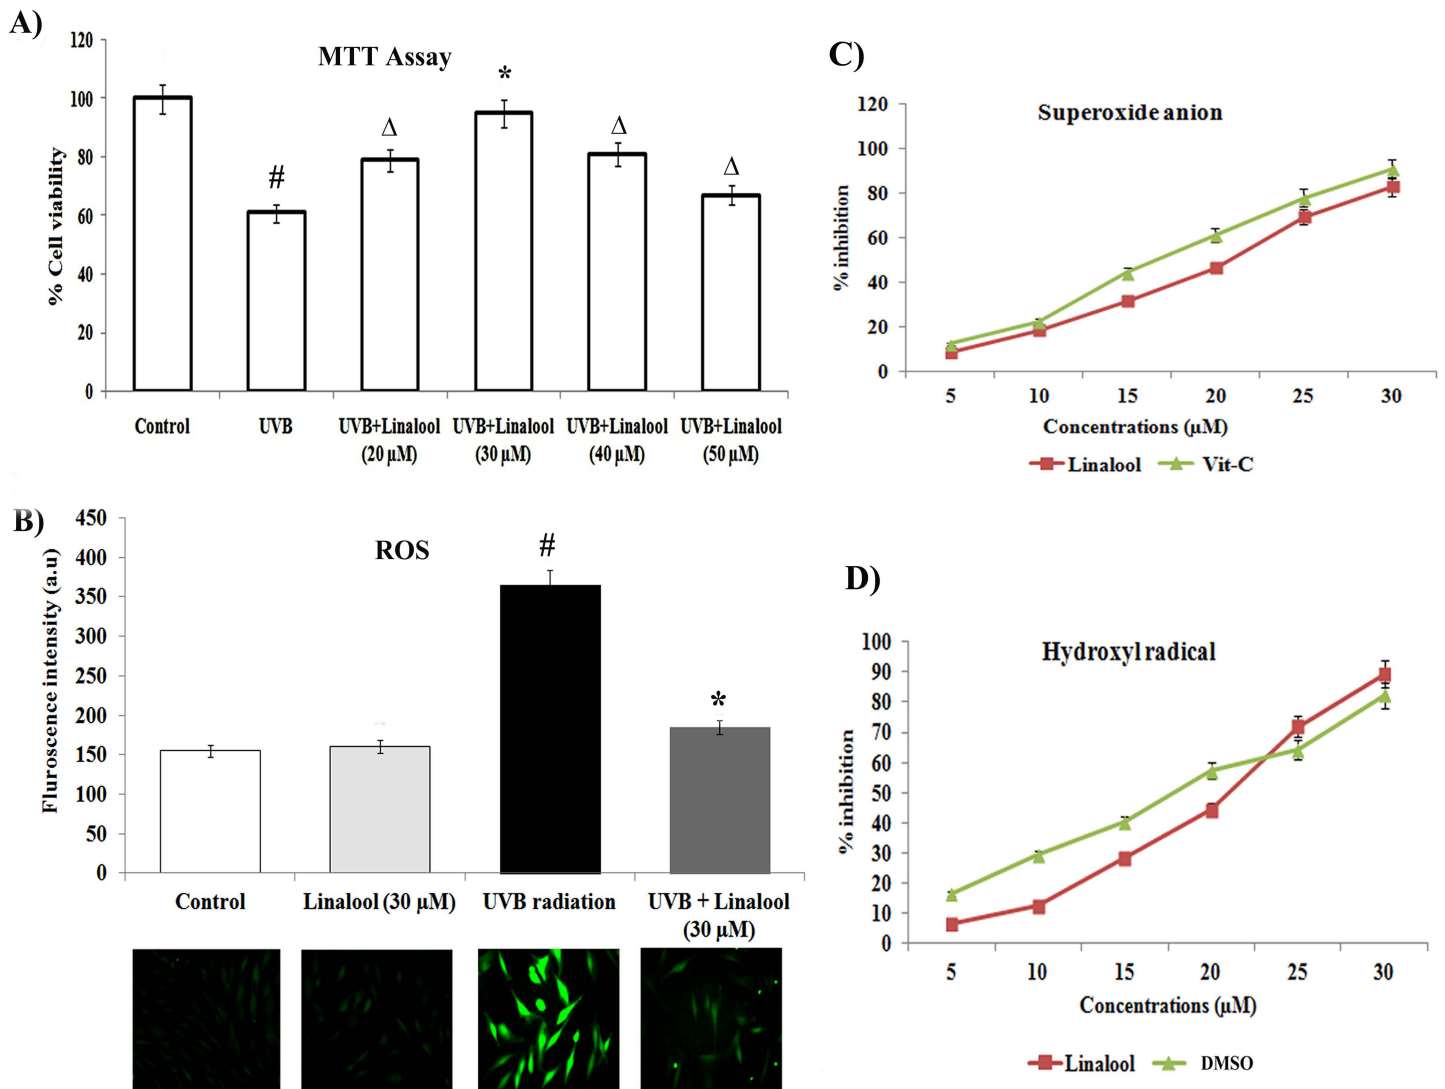 A)
MTT Assay
% Cell viability
120
100
80
60
40
20
0
#
Δ
*
Δ
Δ
Control
UVB
UVB+Linalool
(20 µM)
UVB+Linalool
(30 µM)
UVB+Linalool
(40 µM)
UVB+Linalool
(50 µM)
B)
ROS
Fluroscence intensity (a.u)
450
400
350
300
250
200
150
100
50
0
#
*
Control
Linalool (30 µM)
UVB radiation
UVB + Linalool
(30 µM)
C)
Superoxide anion
% inhibition
120
100
80
60
40
20
0
5 10 15 20 25 30
Concentrations (µM)
Linalool Vit-C
D)
Hydroxyl radical
% inhibition
100
90
80
70
60
50
40
30
20
10
0
5 10 15 20 25 30
Concentrations (µM)
Linalool DMSO